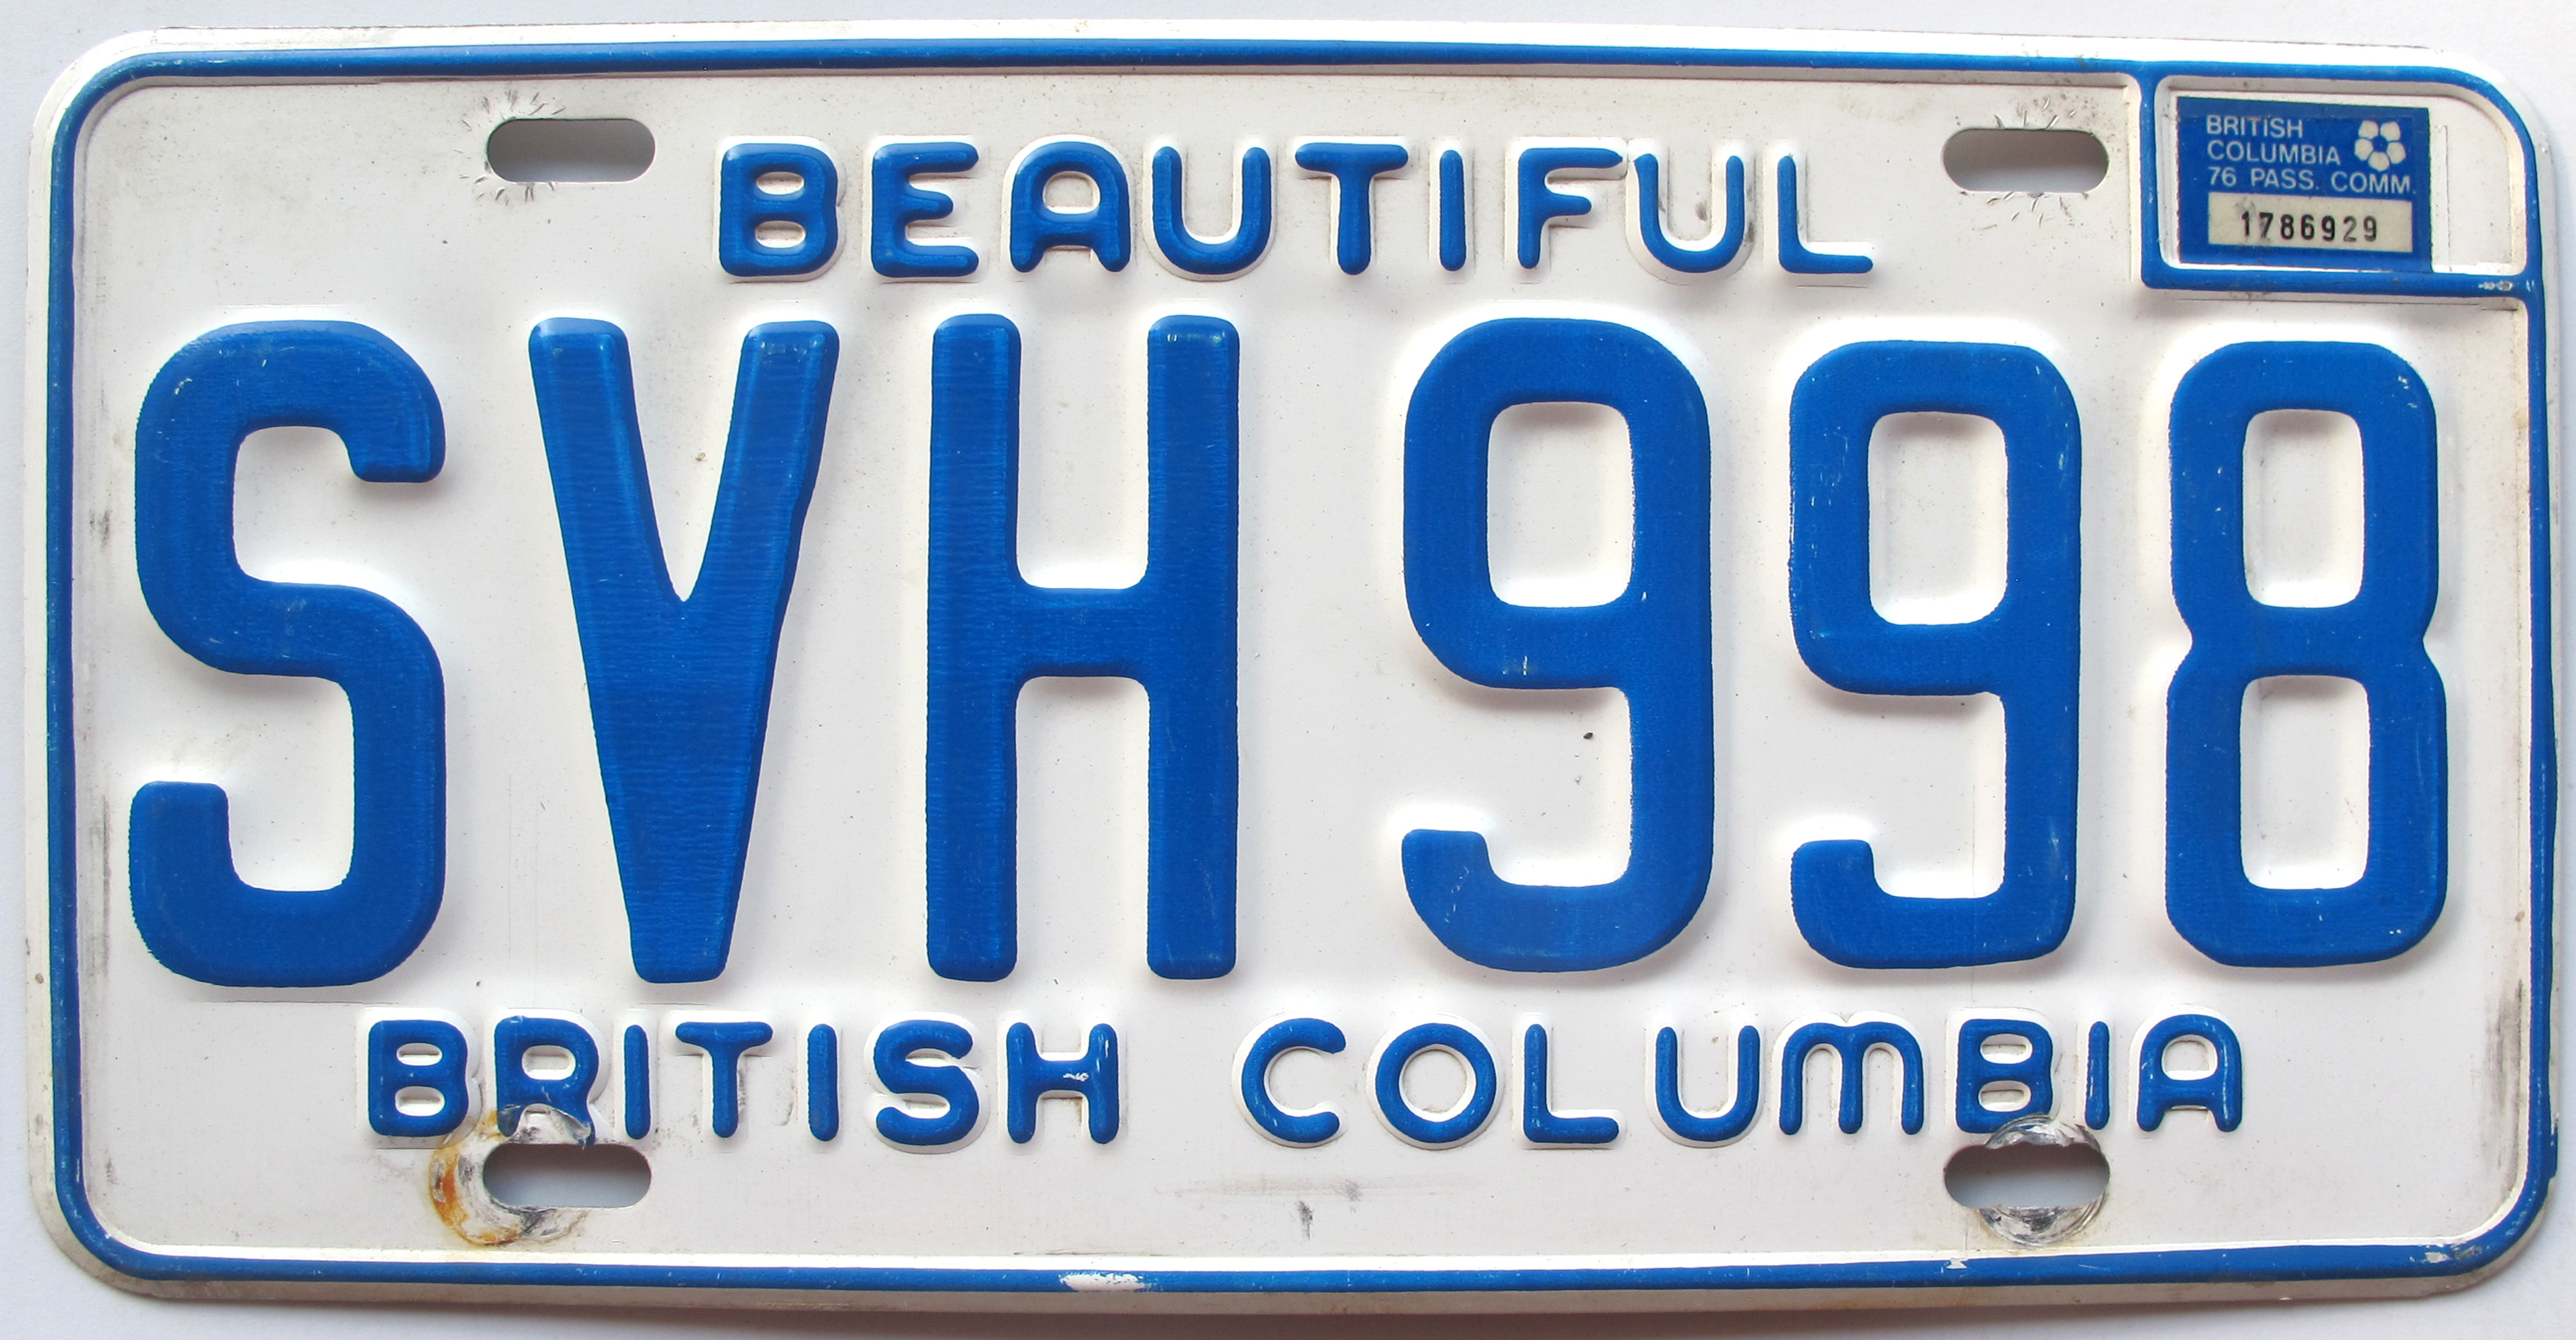 BEAUTIFUL
BRITISH
COLUMBIA
76 PASS. COMM.
1786929
SVH 998
BRITISH COLUMBIA